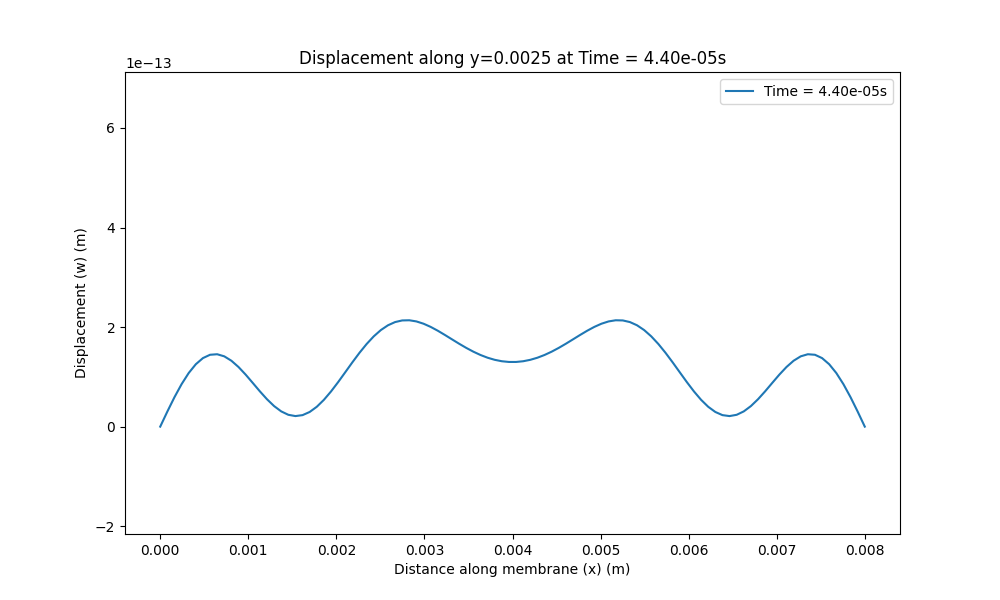 Displacement along y=0.0025 at Time = 4.40e-05s
1e−13
Time = 4.40e-05s
6
4
2
0
−2
Displacement (w) (m)
0.000 0.001 0.002 0.003 0.004 0.005 0.006 0.007 0.008
Distance along membrane (x) (m)